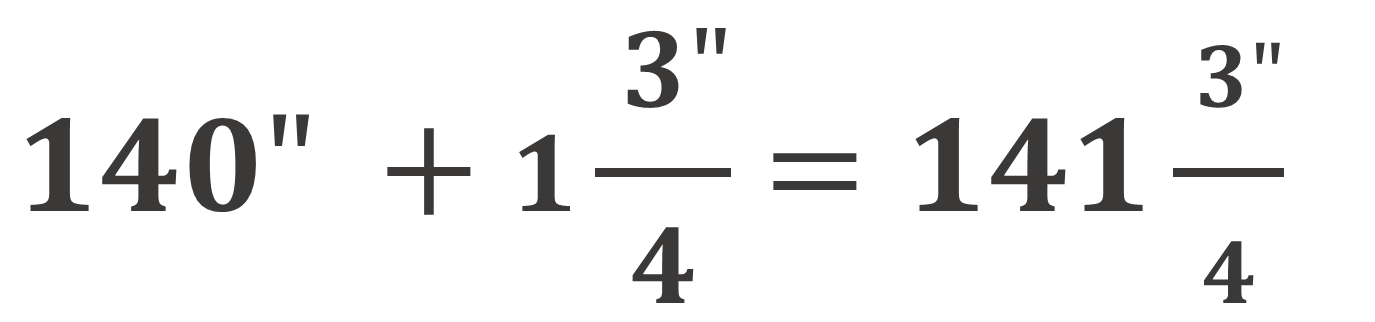 140" + 1 3"/4 = 141 3"/4